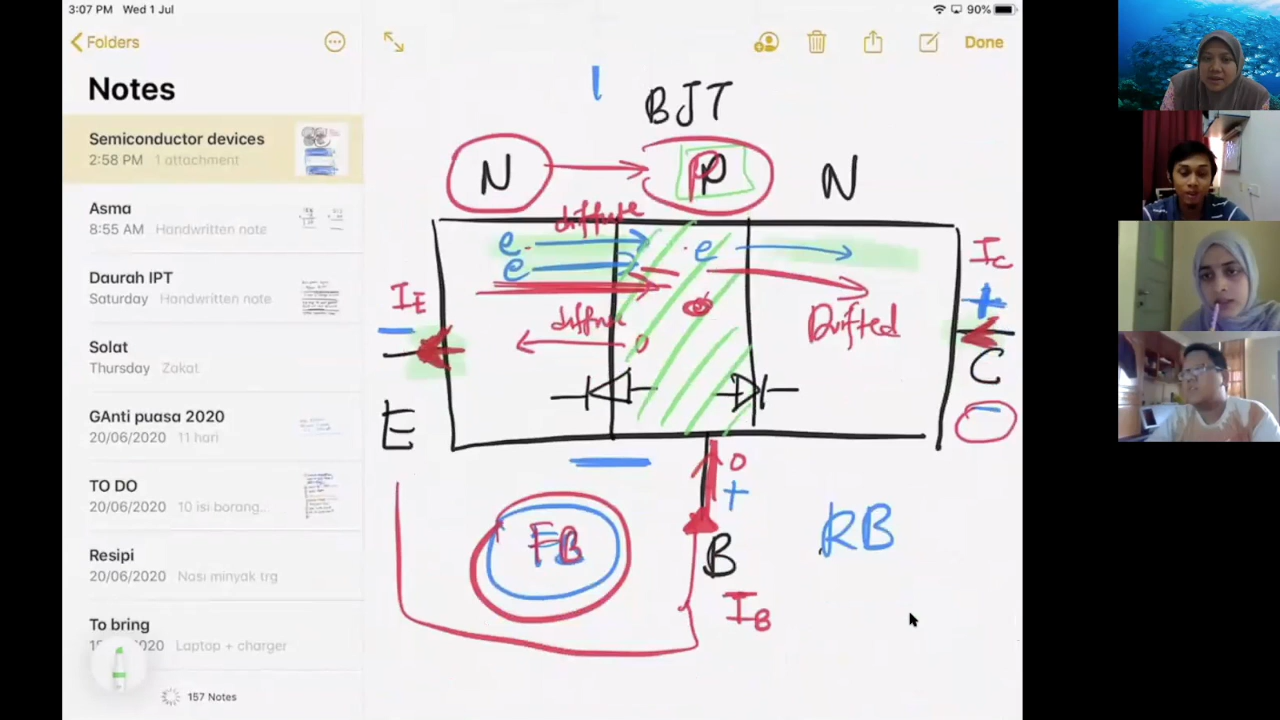 3:07 PM Wed 1 Jul
90%
Folders
Done
Notes
Semiconductor devices
2:58 PM 1 attachment
Asma
8:55 AM Handwritten note
Daurah IPT
Saturday Handwritten note
Solat
Thursday Zakat
GAnti puasa 2020
20/06/2020 11 hari
TO DO
20/06/2020 10 isi borang...
Resipi
20/06/2020 Nasi minyak trg
To bring
2020 Laptop + charger
157 Notes
BJT
N P N
diffuse
e e
e
IE IC
diffuse Drifted
O
+
C
E
O
+
FB B RB
IB